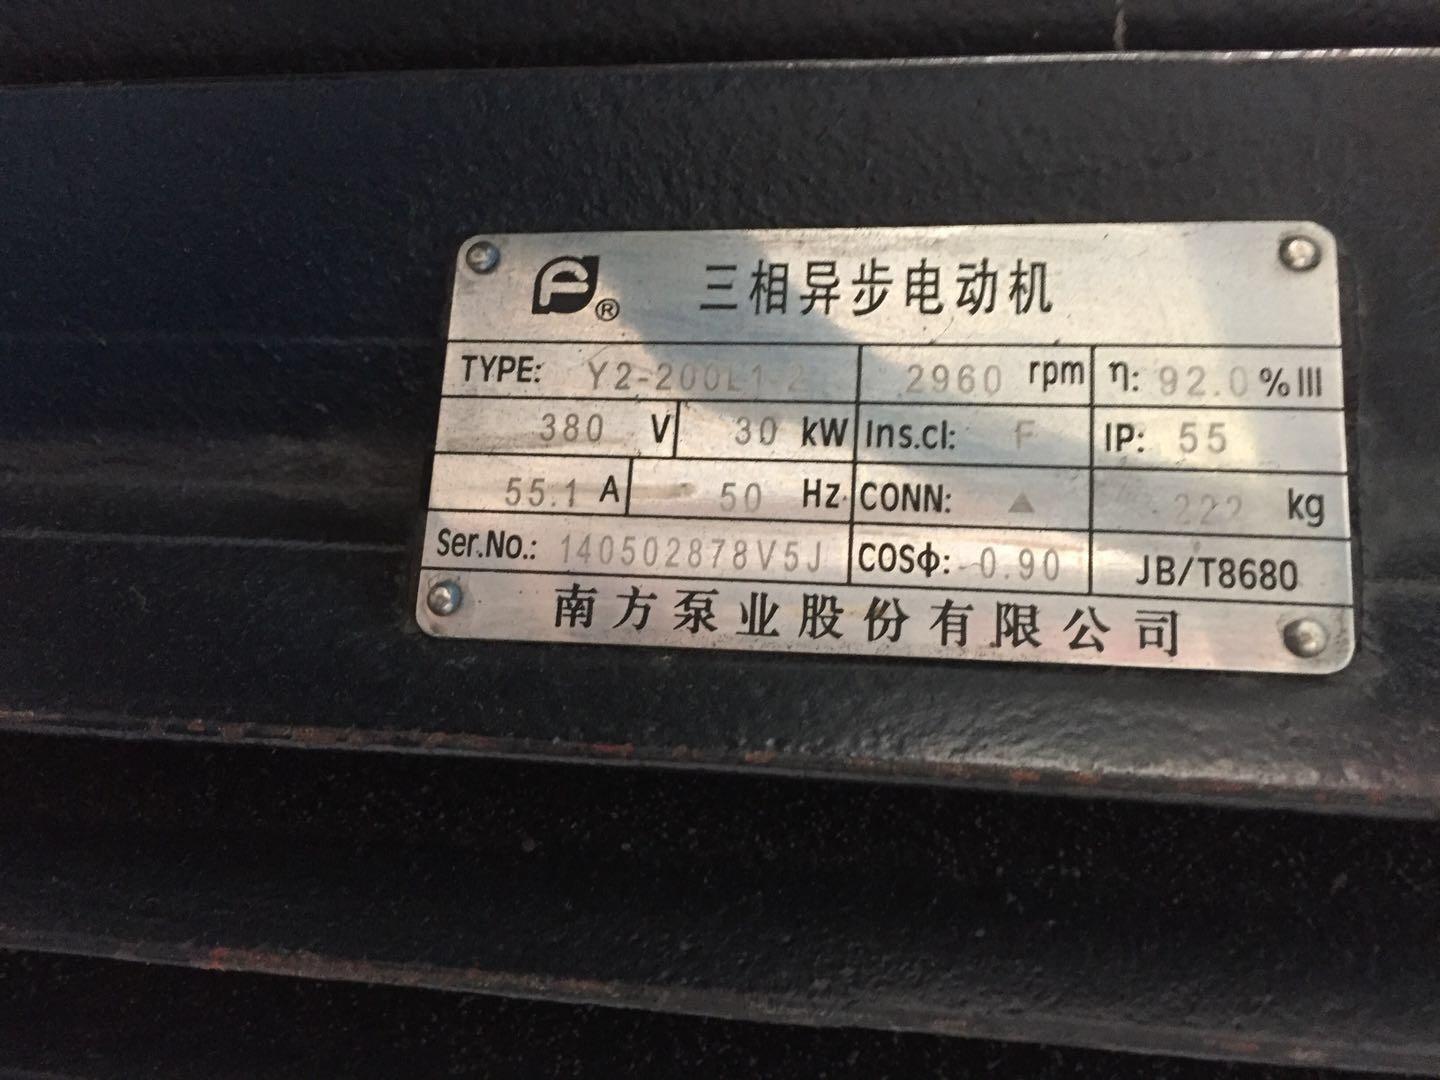 ® 三相异步电动机
TYPE: Y2-200L1-2 2960 rpm η: 92.0 % III
380 V 30 kW Ins.cl: F IP: 55
55.1 A 50 Hz CONN: △ 222 kg
Ser.No.: 140502878V5J COSΦ: 0.90 JB/T8680
南方泵业股份有限公司